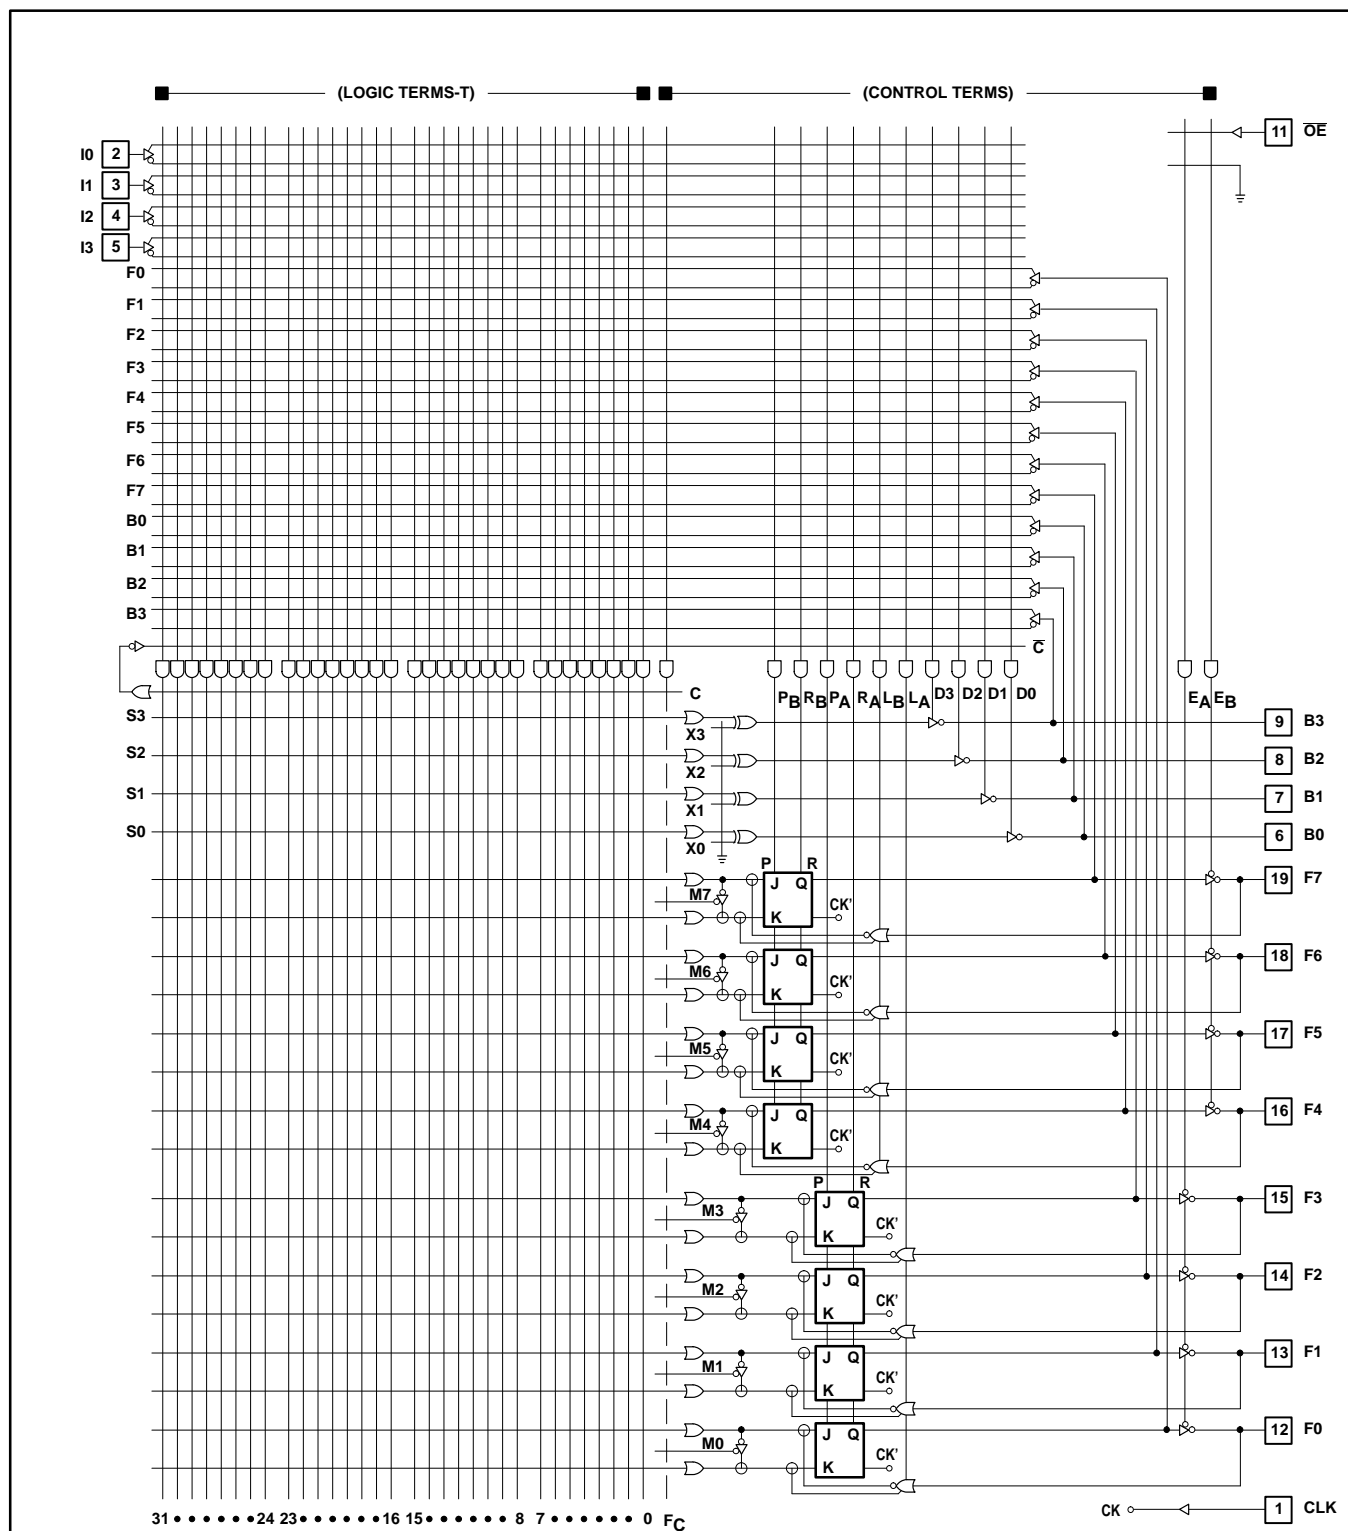 (LOGIC TERMS-T) (CONTROL TERMS)
11 OE
I0 2
I1 3
I2 4
I3 5
F0
F1
F2
F3
F4
F5
F6
F7
B0
B1
B2
B3
C
C PB RB PA RA LB LA D3 D2 D1 D0 EA EB
S3 X3 9 B3
S2 X2 8 B2
S1 X1 7 B1
S0 X0 6 B0
P R
J Q 19 F7
M7 CK'
K
J Q 18 F6
M6 CK'
K
J Q 17 F5
M5 CK'
K
J Q 16 F4
M4 CK'
K
P R
J Q 15 F3
M3 CK'
K
J Q 14 F2
M2 CK'
K
J Q 13 F1
M1 CK'
K
J Q 12 F0
M0 CK'
K
CK 1 CLK
31 • • • • • • 24 23 • • • • • • 16 15 • • • • • • 8 7 • • • • • • 0 FC